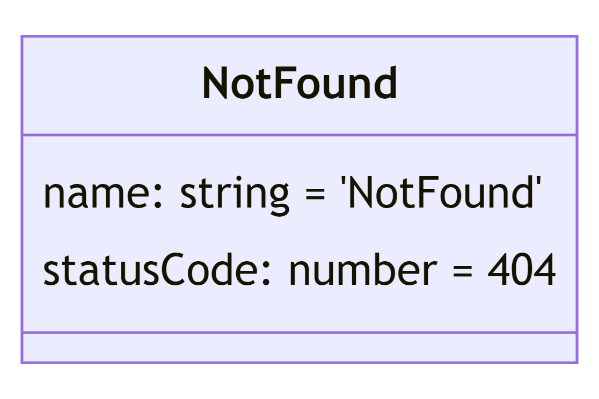 NotFound
name: string = 'NotFound'
statusCode: number = 404